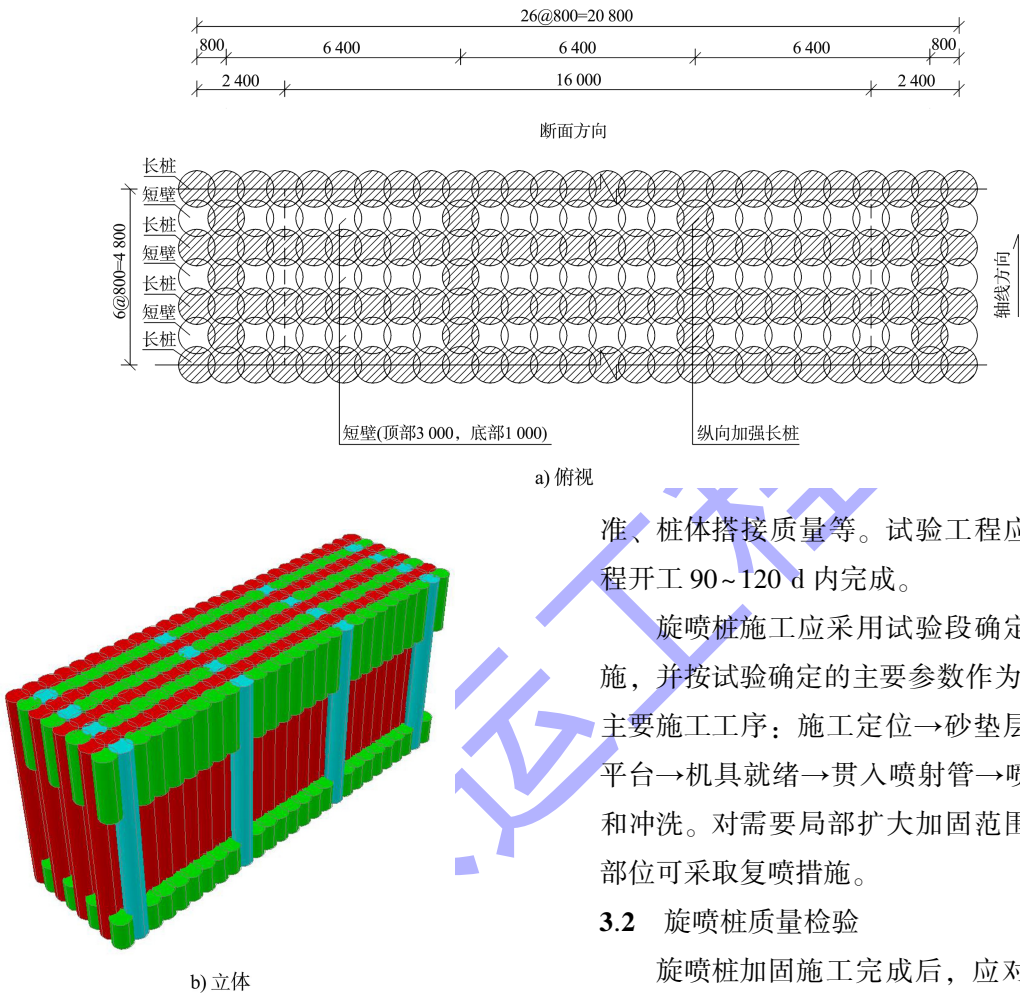 26@800=20 800
800
6 400
6 400
6 400
800
2 400
16 000
2 400
断面方向
长桩
短壁
长桩
短壁
长桩
短壁
长桩
6@800=4 800
轴线方向
短壁(顶部3 000，底部1 000)
纵向加强长桩
a) 俯视
b) 立体
准、桩体搭接质量等。试验工程应
程开工 90~120 d 内完成。
旋喷桩施工应采用试验段确定
施，并按试验确定的主要参数作为
主要施工工序：施工定位→砂垫层
平台→机具就绪→贯入喷射管→喷
和冲洗。对需要局部扩大加固范围
部位可采取复喷措施。
3.2 旋喷桩质量检验
旋喷桩加固施工完成后，应对
运工程